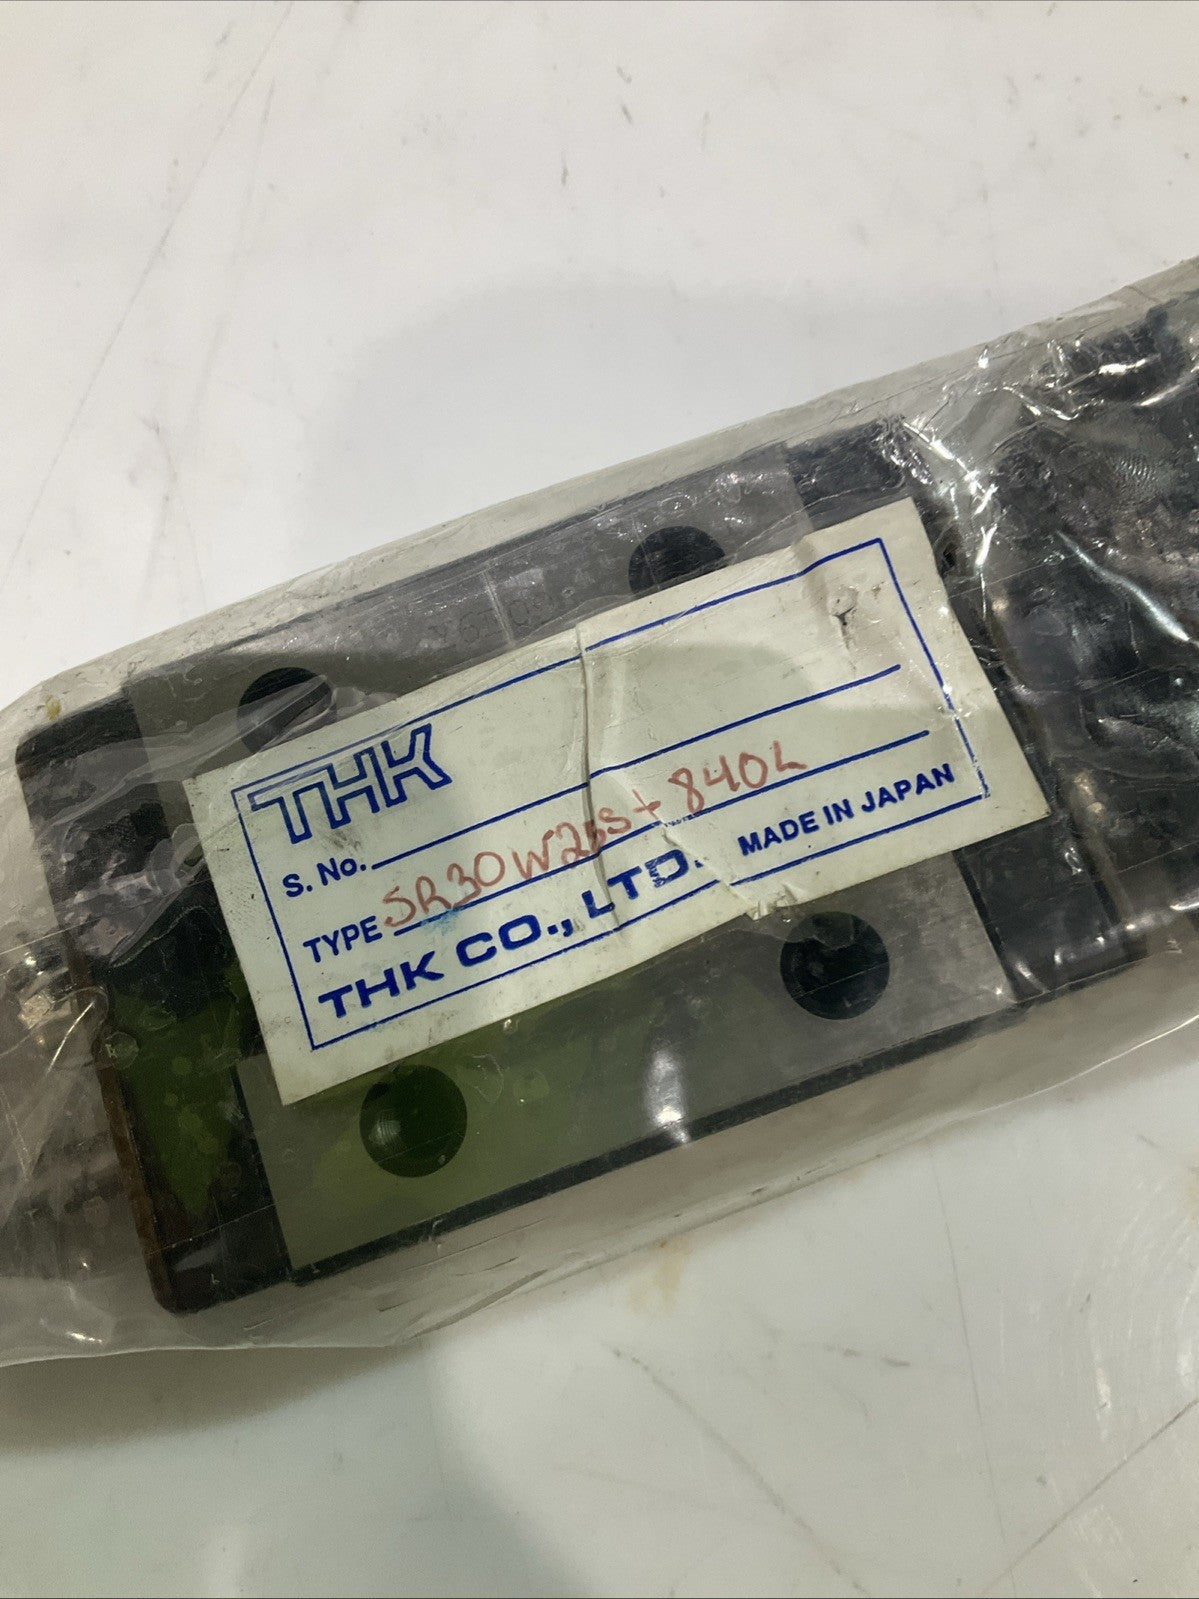 THK
S. No.
TYPE SR30W2SS+840L
THK CO., LTD. MADE IN JAPAN